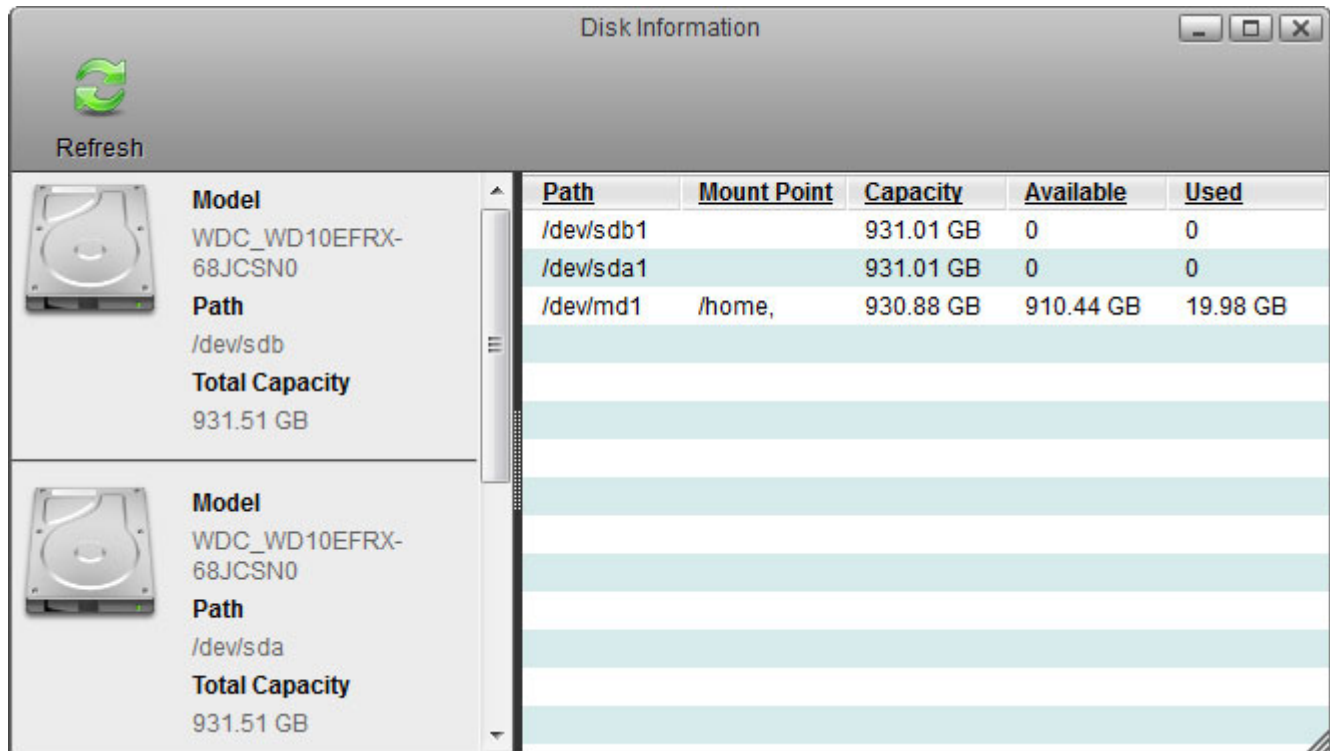 Disk Information
Refresh
Model
WDC_WD10EFRX-
68JCSN0
Path
/dev/sdb
Total Capacity
931.51 GB
Model
WDC_WD10EFRX-
68JCSN0
Path
/dev/sda
Total Capacity
931.51 GB
Path Mount Point Capacity Available Used
/dev/sdb1 931.01 GB 0 0
/dev/sda1 931.01 GB 0 0
/dev/md1 /home, 930.88 GB 910.44 GB 19.98 GB